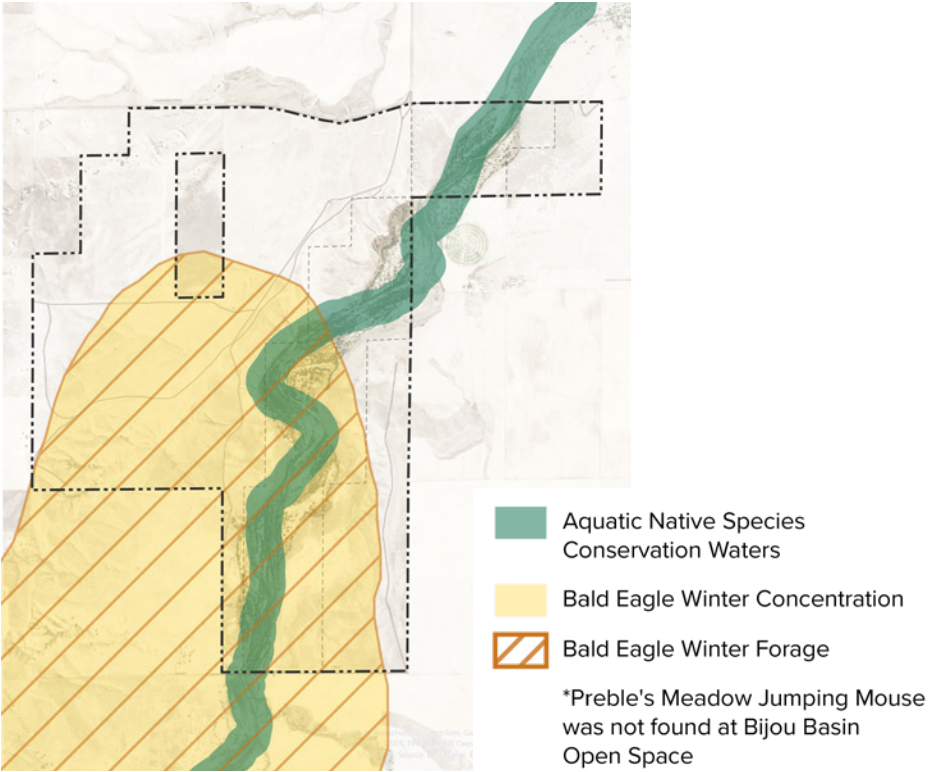 Aquatic Native Species
Conservation Waters
Bald Eagle Winter Concentration
Bald Eagle Winter Forage
*Preble's Meadow Jumping Mouse
was not found at Bijou Basin
Open Space